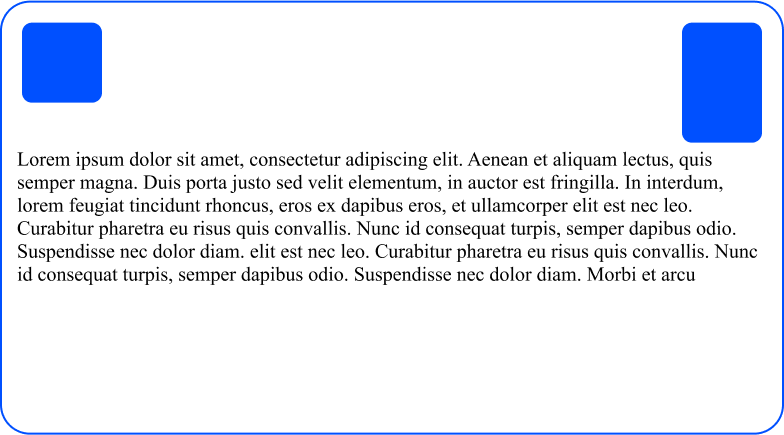 Lorem ipsum dolor sit amet, consectetur adipiscing elit. Aenean et aliquam lectus, quis
semper magna. Duis porta justo sed velit elementum, in auctor est fringilla. In interdum,
lorem feugiat tincidunt rhoncus, eros ex dapibus eros, et ullamcorper elit est nec leo.
Curabitur pharetra eu risus quis convallis. Nunc id consequat turpis, semper dapibus odio.
Suspendisse nec dolor diam. elit est nec leo. Curabitur pharetra eu risus quis convallis. Nunc
id consequat turpis, semper dapibus odio. Suspendisse nec dolor diam. Morbi et arcu